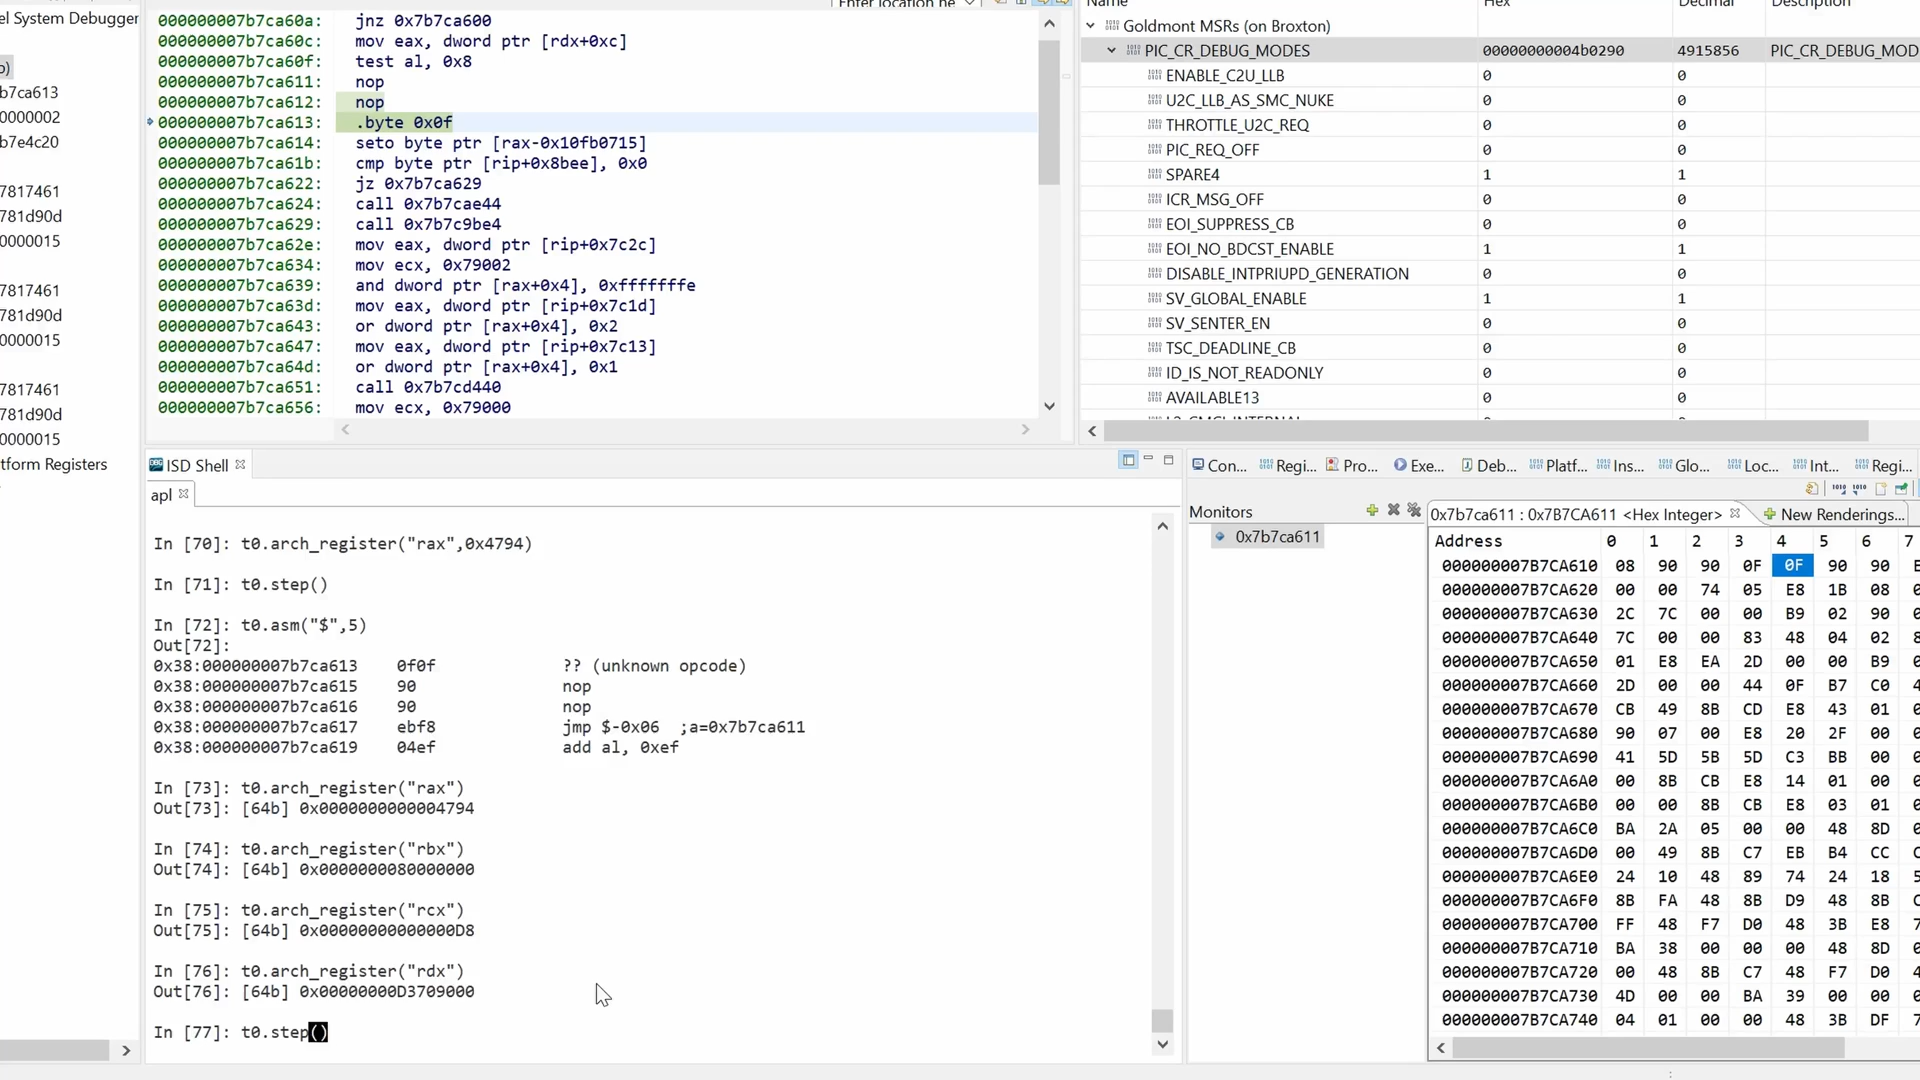 el System Debugger
p)
b7ca613
0000002
b7e4c20
7817461
781d90d
0000015
7817461
781d90d
0000015
7817461
781d90d
0000015
tform Registers
Enter location he
000000007b7ca60a: jnz 0x7b7ca600
000000007b7ca60c: mov eax, dword ptr [rdx+0xc]
000000007b7ca60f: test al, 0x8
000000007b7ca611: nop
000000007b7ca612: nop
000000007b7ca613: .byte 0x0f
000000007b7ca614: seto byte ptr [rax-0x10fb0715]
000000007b7ca61b: cmp byte ptr [rip+0x8bee], 0x0
000000007b7ca622: jz 0x7b7ca629
000000007b7ca624: call 0x7b7cae44
000000007b7ca629: call 0x7b7c9be4
000000007b7ca62e: mov eax, dword ptr [rip+0x7c2c]
000000007b7ca634: mov ecx, 0x79002
000000007b7ca639: and dword ptr [rax+0x4], 0xfffffffe
000000007b7ca63d: mov eax, dword ptr [rip+0x7c1d]
000000007b7ca643: or dword ptr [rax+0x4], 0x2
000000007b7ca647: mov eax, dword ptr [rip+0x7c13]
000000007b7ca64d: or dword ptr [rax+0x4], 0x1
000000007b7ca651: call 0x7b7cd440
000000007b7ca656: mov ecx, 0x79000
Name Hex Decimal Description
Goldmont MSRs (on Broxton)
PIC_CR_DEBUG_MODES 00000000004b0290 4915856 PIC_CR_DEBUG_MOD
ENABLE_C2U_LLB 0 0
U2C_LLB_AS_SMC_NUKE 0 0
THROTTLE_U2C_REQ 0 0
PIC_REQ_OFF 0 0
SPARE4 1 1
ICR_MSG_OFF 0 0
EOI_SUPPRESS_CB 0 0
EOI_NO_BDCST_ENABLE 1 1
DISABLE_INTPRIUPD_GENERATION 0 0
SV_GLOBAL_ENABLE 1 1
SV_SENTER_EN 0 0
TSC_DEADLINE_CB 0 0
ID_IS_NOT_READONLY 0 0
AVAILABLE13 0 0
ISD Shell
apl
In [70]: t0.arch_register("rax",0x4794)
In [71]: t0.step()
In [72]: t0.asm("$",5)
Out[72]:
0x38:000000007b7ca613 0f0f ?? (unknown opcode)
0x38:000000007b7ca615 90 nop
0x38:000000007b7ca616 90 nop
0x38:000000007b7ca617 ebf8 jmp $-0x06 ;a=0x7b7ca611
0x38:000000007b7ca619 04ef add al, 0xef
In [73]: t0.arch_register("rax")
Out[73]: [64b] 0x0000000000004794
In [74]: t0.arch_register("rbx")
Out[74]: [64b] 0x0000000080000000
In [75]: t0.arch_register("rcx")
Out[75]: [64b] 0x00000000000000D8
In [76]: t0.arch_register("rdx")
Out[76]: [64b] 0x00000000D3709000
In [77]: t0.step()
Con... Regi... Pro... Exe... Deb... Platf... Ins... Glo... Loc... Int... Regi...
Monitors
0x7b7ca611
0x7b7ca611 : 0x7B7CA611 <Hex Integer> New Renderings...
Address 0 1 2 3 4 5 6 7
000000007B7CA610 08 90 90 0F 0F 90 90 E
000000007B7CA620 00 00 74 05 E8 1B 08 0
000000007B7CA630 2C 7C 00 00 B9 02 90 0
000000007B7CA640 7C 00 00 83 48 04 02 8
000000007B7CA650 01 E8 EA 2D 00 00 B9 0
000000007B7CA660 2D 00 00 44 0F B7 C0 4
000000007B7CA670 CB 49 8B CD E8 43 01 0
000000007B7CA680 90 07 00 E8 20 2F 00 0
000000007B7CA690 41 5D 5B 5D C3 BB 00 0
000000007B7CA6A0 00 8B CB E8 14 01 00 0
000000007B7CA6B0 00 00 8B CB E8 03 01 0
000000007B7CA6C0 BA 2A 05 00 00 48 8D 0
000000007B7CA6D0 00 49 8B C7 EB B4 CC C
000000007B7CA6E0 24 10 48 89 74 24 18 5
000000007B7CA6F0 8B FA 48 8B D9 48 8B C
000000007B7CA700 FF 48 F7 D0 48 3B E8 7
000000007B7CA710 BA 38 00 00 00 48 8D 0
000000007B7CA720 00 48 8B C7 48 F7 D0 4
000000007B7CA730 4D 00 00 BA 39 00 00 0
000000007B7CA740 04 01 00 00 48 3B DF 7